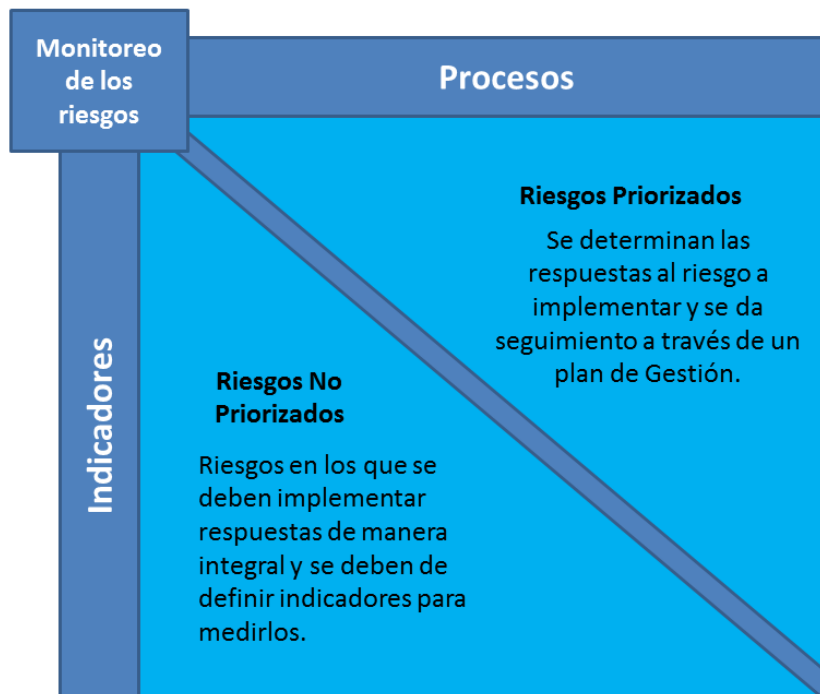 Monitoreo
de los
riesgos
Procesos
Riesgos Priorizados
Se determinan las
respuestas al riesgo a
implementar y se da
seguimiento a través de un
plan de Gestión.
Indicadores
Riesgos No
Priorizados
Riesgos en los que se
deben implementar
respuestas de manera
integral y se deben de
definir indicadores para
medirlos.